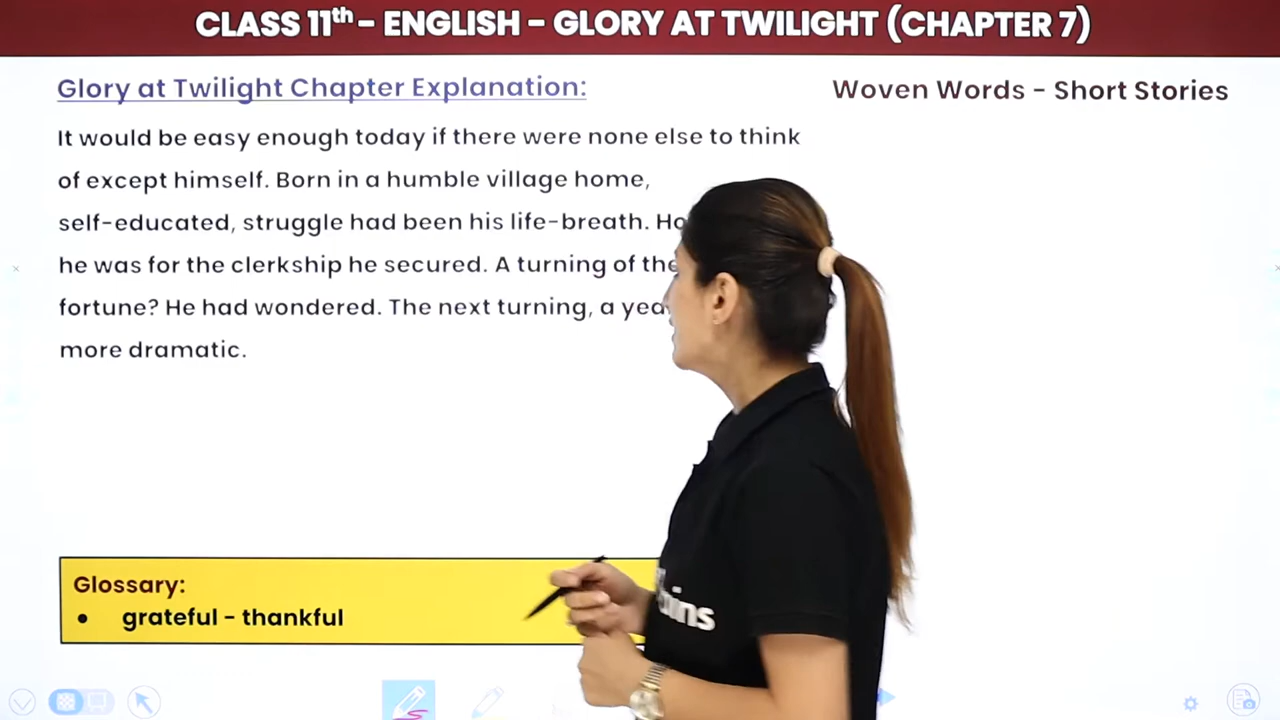 CLASS 11th - ENGLISH - GLORY AT TWILIGHT (CHAPTER 7)
Glory at Twilight Chapter Explanation:
Woven Words - Short Stories
It would be easy enough today if there were none else to think
of except himself. Born in a humble village home,
self-educated, struggle had been his life-breath.
he was for the clerkship he secured. A turning of the
fortune? He had wondered. The next turning, a
more dramatic.
Glossary:
• grateful - thankful